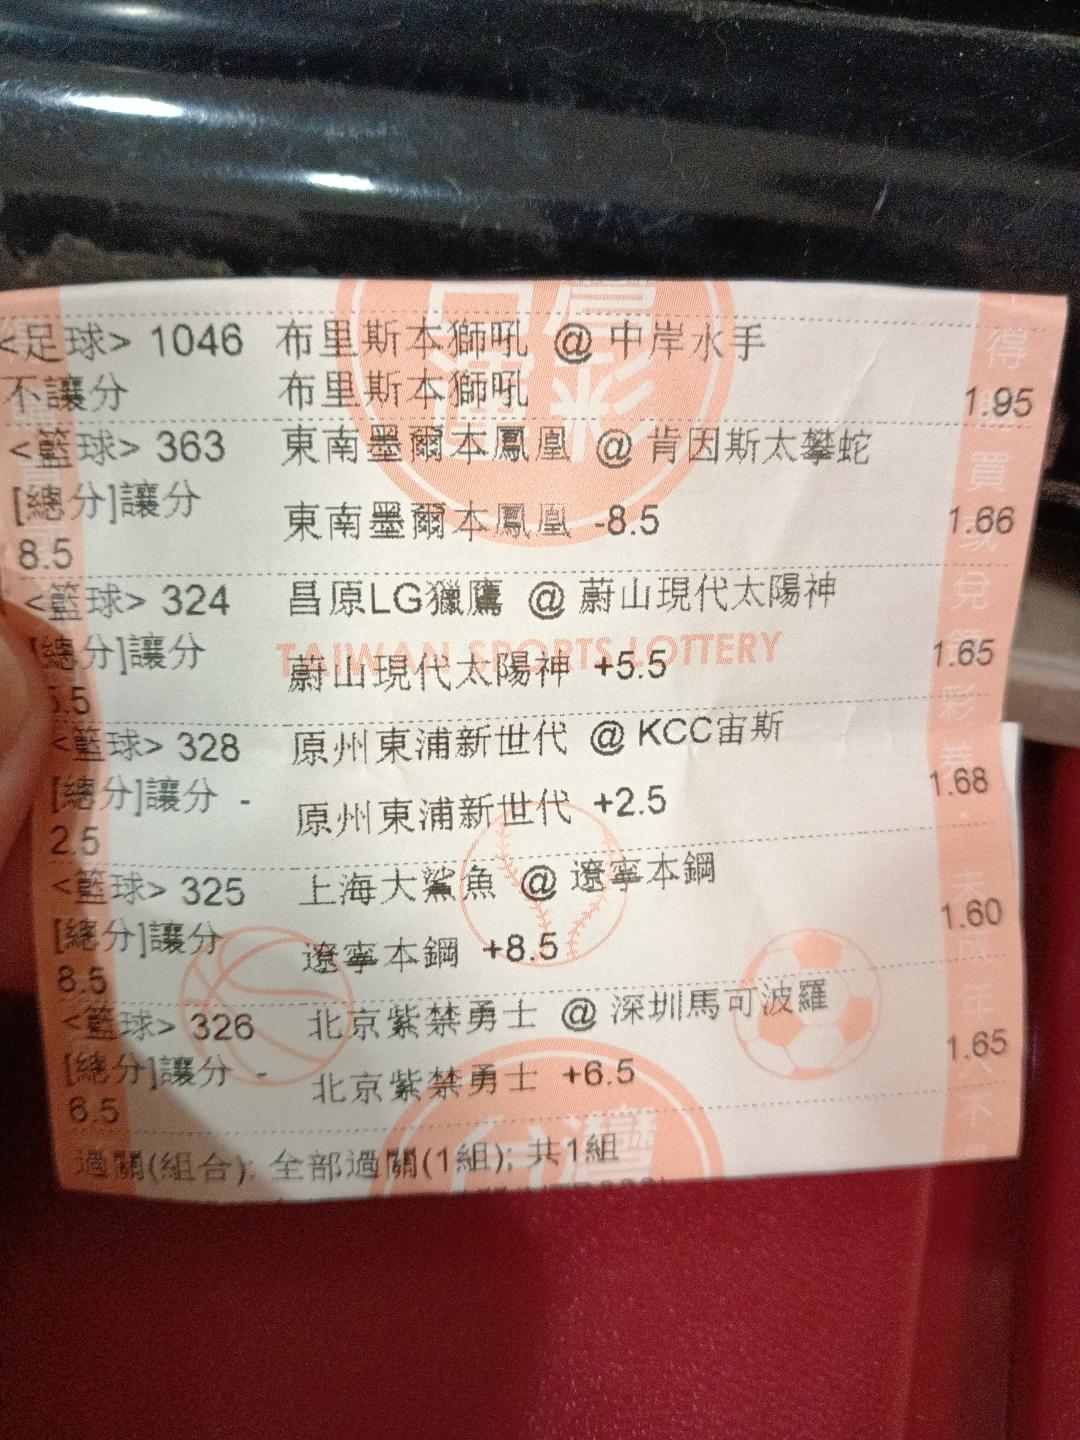 <足球> 1046 布里斯本獅吼 @ 中岸水手
不讓分 布里斯本獅吼 1.95
<籃球> 363 東南墨爾本鳳凰 @ 肯因斯太攀蛇
[總分]讓分 東南墨爾本鳳凰 -8.5 1.66
8.5
<籃球> 324 昌原LG獵鷹 @ 蔚山現代太陽神
[總分]讓分 蔚山現代太陽神 +5.5 1.65
5.5
TAIWAN SPORTS LOTTERY
<籃球> 328 原州東浦新世代 @ KCC宙斯
[總分]讓分 - 原州東浦新世代 +2.5 1.68
2.5
<籃球> 325 上海大鯊魚 @ 遼寧本鋼
[總分]讓分 遼寧本鋼 +8.5 1.60
8.5
<籃球> 326 北京紫禁勇士 @ 深圳馬可波羅
[總分]讓分 - 北京紫禁勇士 +6.5 1.65
6.5
過關(組合): 全部過關(1組); 共1組